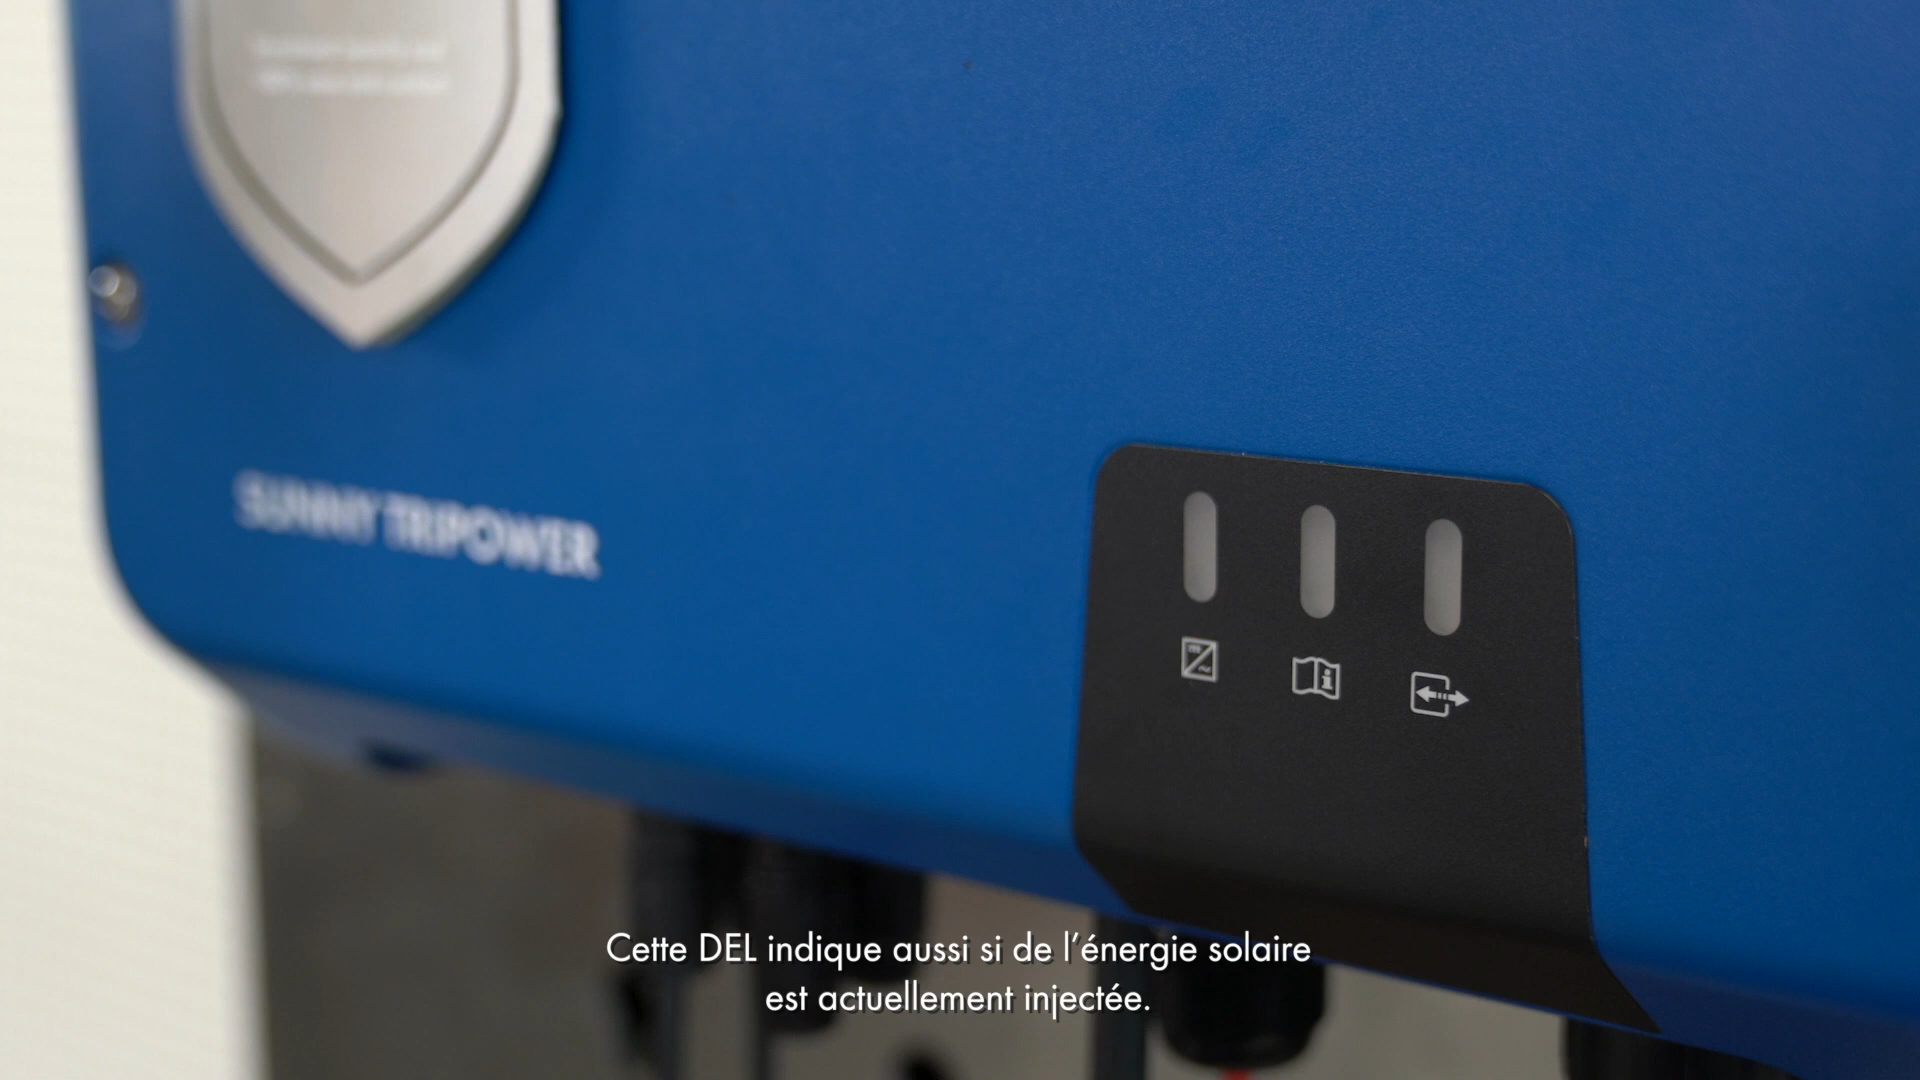 SUNNY TRIPOWER
Cette DEL indique aussi si de l’énergie solaire
est actuellement injectée.